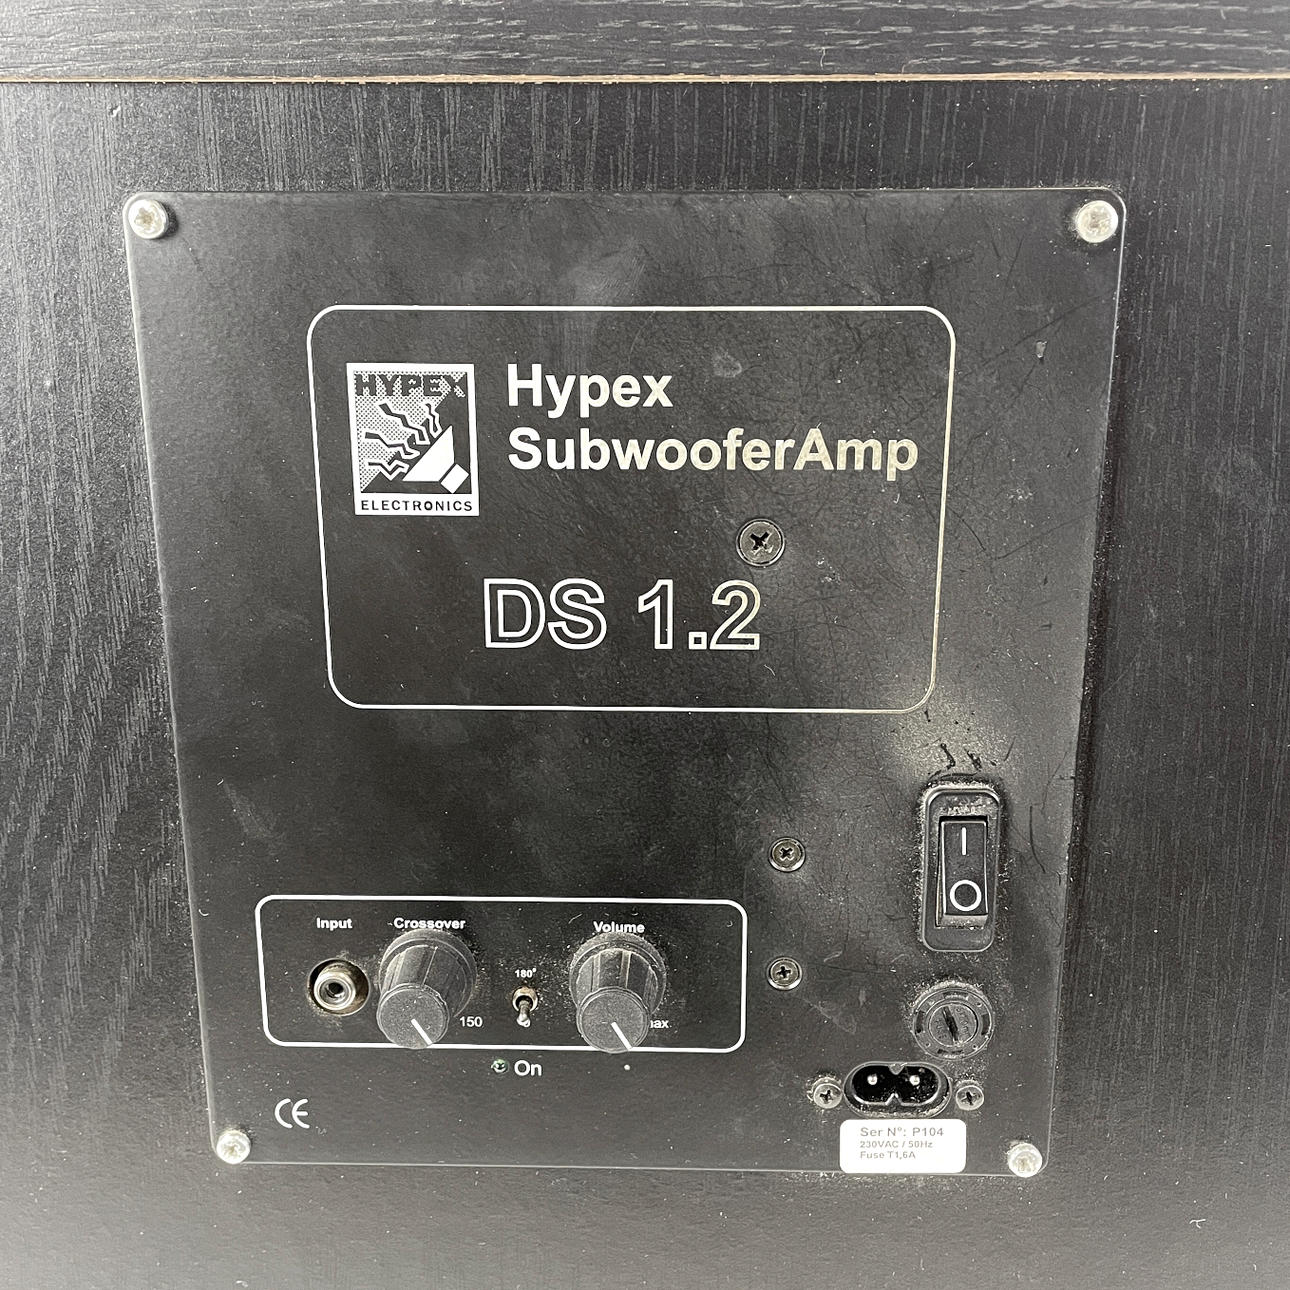 HYPEX
ELECTRONICS
Hypex
SubwooferAmp
DS 1.2
Input
Crossover
150
180°
0
Volume
max
On
CE
Ser N°: P104
230VAC / 50Hz
Fuse T1,6A